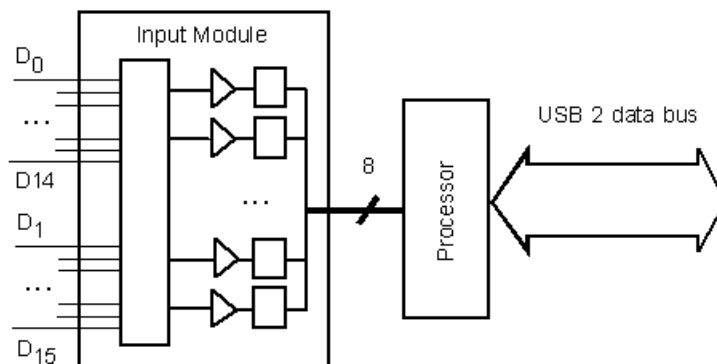 Input Module
D0
...
D14
D1
...
D15
...
8
Processor
USB 2 data bus